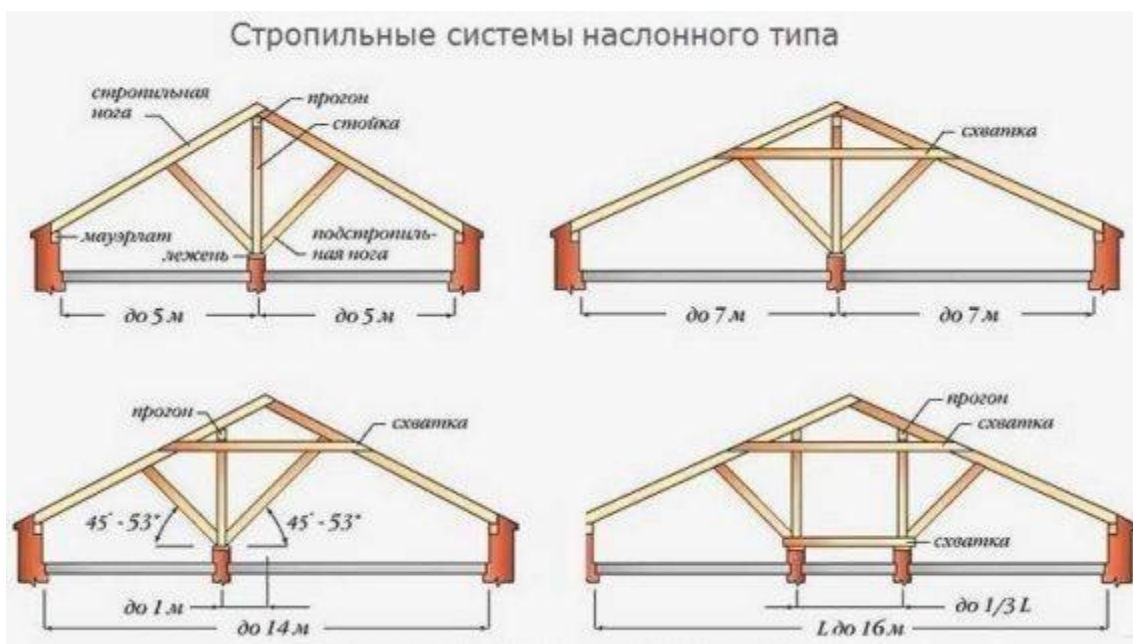 Стропильные системы наслонного типа
стропильная
нога
прогон
стойка
мауэрлат
лежень
подстропиль-
ная нога
до 5 м
до 5 м
схватка
до 7 м
до 7 м
прогон
схватка
45° - 53°
45° - 53°
до 1 м
до 14 м
прогон
схватка
схватка
до 1/3 L
L до 16 м